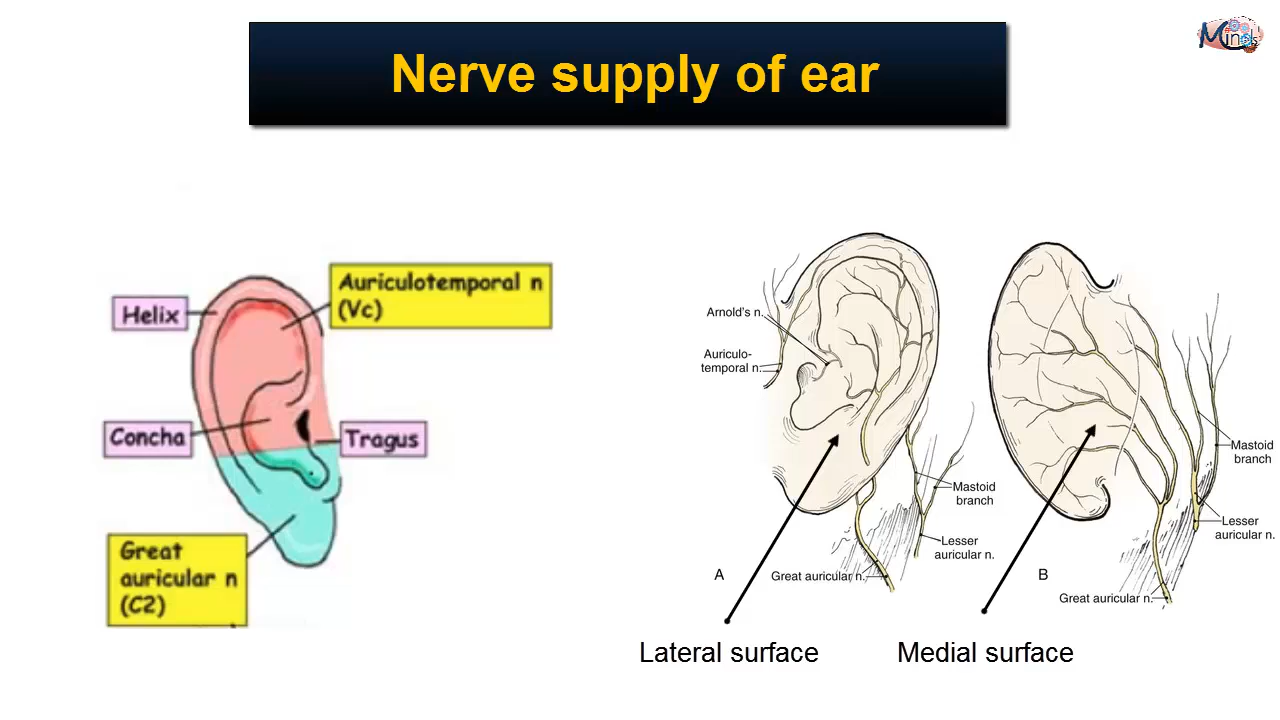 Minds
Nerve supply of ear
Auriculotemporal n
(Vc)
Helix
Concha
Tragus
Great
auricular n
(C2)
Arnold's n.
Auriculo-
temporal n.
Mastoid
branch
Lesser
auricular n.
A
Great auricular n.
Lateral surface
Mastoid
branch
Lesser
auricular n.
B
Great auricular n.
Medial surface